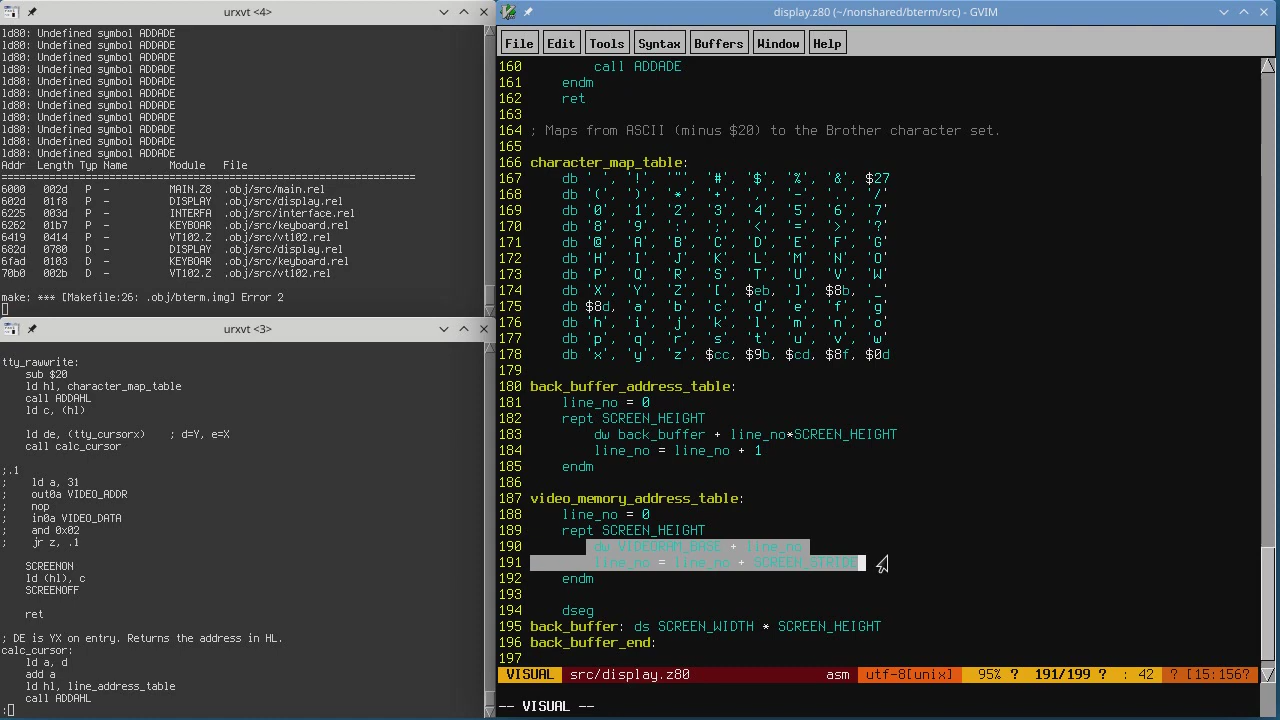 urxvt <4>
ld80: Undefined symbol ADDADE
ld80: Undefined symbol ADDADE
ld80: Undefined symbol ADDADE
ld80: Undefined symbol ADDADE
ld80: Undefined symbol ADDADE
ld80: Undefined symbol ADDADE
ld80: Undefined symbol ADDADE
ld80: Undefined symbol ADDADE
ld80: Undefined symbol ADDADE
ld80: Undefined symbol ADDADE
ld80: Undefined symbol ADDADE
Addr  Length Typ Name       Module   File
=====================================================================
6000   002d   P  -          MAIN.Z8  .obj/src/main.rel
602d   01f8   P  -          DISPLAY  .obj/src/display.rel
6225   003d   P  -          INTERFA  .obj/src/interface.rel
6262   01b7   P  -          KEYBOAR  .obj/src/keyboard.rel
6419   0414   P  -          VT102.Z  .obj/src/vt102.rel
682d   0780   D  -          DISPLAY  .obj/src/display.rel
6fad   0103   D  -          KEYBOAR  .obj/src/keyboard.rel
70b0   002b   D  -          VT102.Z  .obj/src/vt102.rel
make: *** [Makefile:26: .obj/bterm.img] Error 2
urxvt <3>
tty_rawwrite:
    sub $20
    ld hl, character_map_table
    call ADDAHL
    ld c, (hl)
    ld de, (tty_cursorx)    ; d=Y, e=X
    call calc_cursor
;.1
;    ld a, 31
;    out0a VIDEO_ADDR
;    nop
;    in0a VIDEO_DATA
;    and 0x02
;    jr z, .1
    SCREENON
    ld (hl), c
    SCREENOFF
    ret
; DE is YX on entry. Returns the address in HL.
calc_cursor:
    ld a, d
    add a
    ld hl, line_address_table
    call ADDAHL
:
display.z80 (~/nonshared/bterm/src) - GVIM
File Edit Tools Syntax Buffers Window Help
160         call ADDADE
161     endm
162     ret
163
164 ; Maps from ASCII (minus $20) to the Brother character set.
165
166 character_map_table:
167     db ' ', '!', '"', '#', '$', '%', '&', $27
168     db '(', ')', '*', '+', ',', '-', '.', '/'
169     db '0', '1', '2', '3', '4', '5', '6', '7'
170     db '8', '9', ':', ';', '<', '=', '>', '?'
171     db '@', 'A', 'B', 'C', 'D', 'E', 'F', 'G'
172     db 'H', 'I', 'J', 'K', 'L', 'M', 'N', 'O'
173     db 'P', 'Q', 'R', 'S', 'T', 'U', 'V', 'W'
174     db 'X', 'Y', 'Z', '[', $eb, ']', $8b, '_'
175     db $8d, 'a', 'b', 'c', 'd', 'e', 'f', 'g'
176     db 'h', 'i', 'j', 'k', 'l', 'm', 'n', 'o'
177     db 'p', 'q', 'r', 's', 't', 'u', 'v', 'w'
178     db 'x', 'y', 'z', $cc, $9b, $cd, $8f, $0d
179
180 back_buffer_address_table:
181     line_no = 0
182     rept SCREEN_HEIGHT
183         dw back_buffer + line_no*SCREEN_HEIGHT
184         line_no = line_no + 1
185     endm
186
187 video_memory_address_table:
188     line_no = 0
189     rept SCREEN_HEIGHT
190         dw VIDEORAM_BASE + line_no
191         line_no = line_no + SCREEN_STRIDE
192     endm
193
194     dseg
195 back_buffer: ds SCREEN_WIDTH * SCREEN_HEIGHT
196 back_buffer_end:
197
VISUAL src/display.z80 asm utf-8[unix] 95% ? 191/199 ? : 42 ? [15:156?
-- VISUAL --